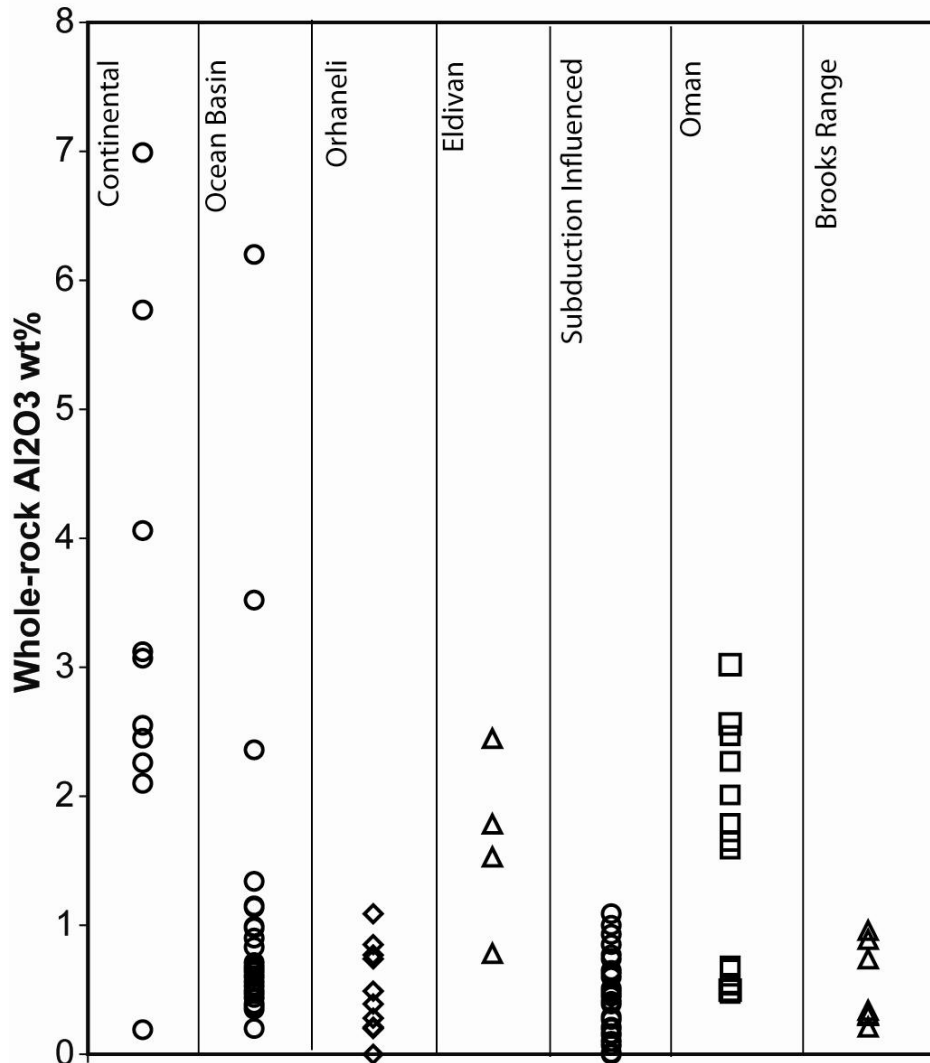 8
7
6
5
4
3
2
1
0
Whole-rock Al2O3 wt%
Continental
Ocean Basin
Orhaneli
Eldivan
Subduction Influenced
Oman
Brooks Range